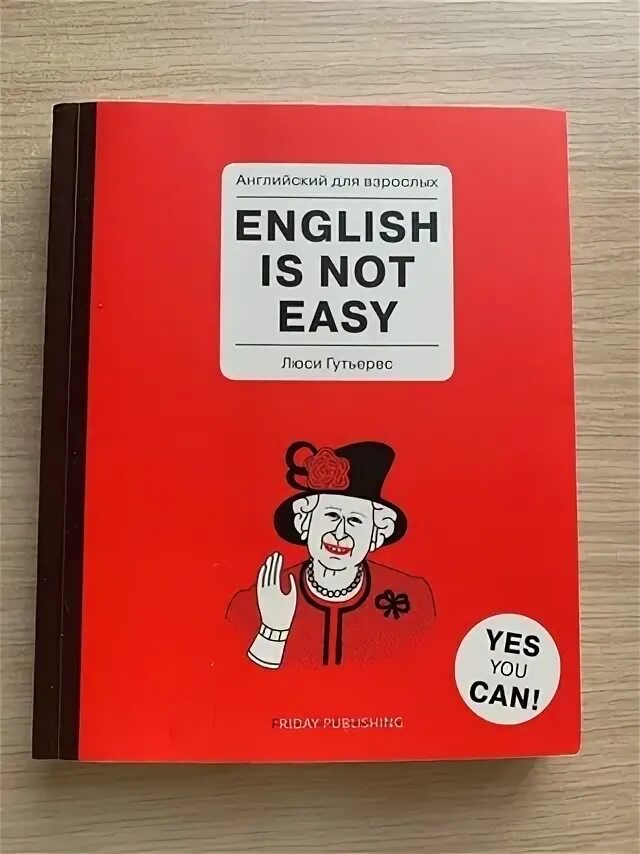 Английский для взрослых
ENGLISH
IS NOT
EASY
Люси Гутьерес
YES
YOU
CAN!
FRIDAY PUBLISHING